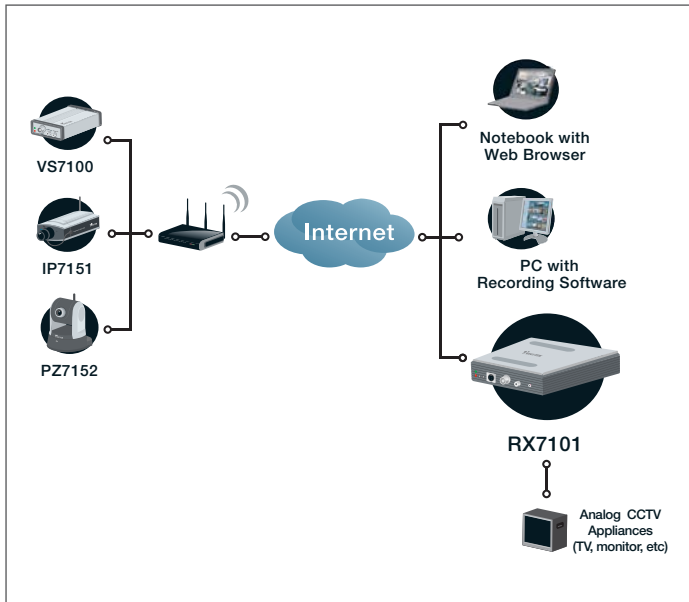 VS7100
IP7151
PZ7152
Internet
Notebook with
Web Browser
PC with
Recording Software
RX7101
Analog CCTV
Appliances
(TV, monitor, etc)